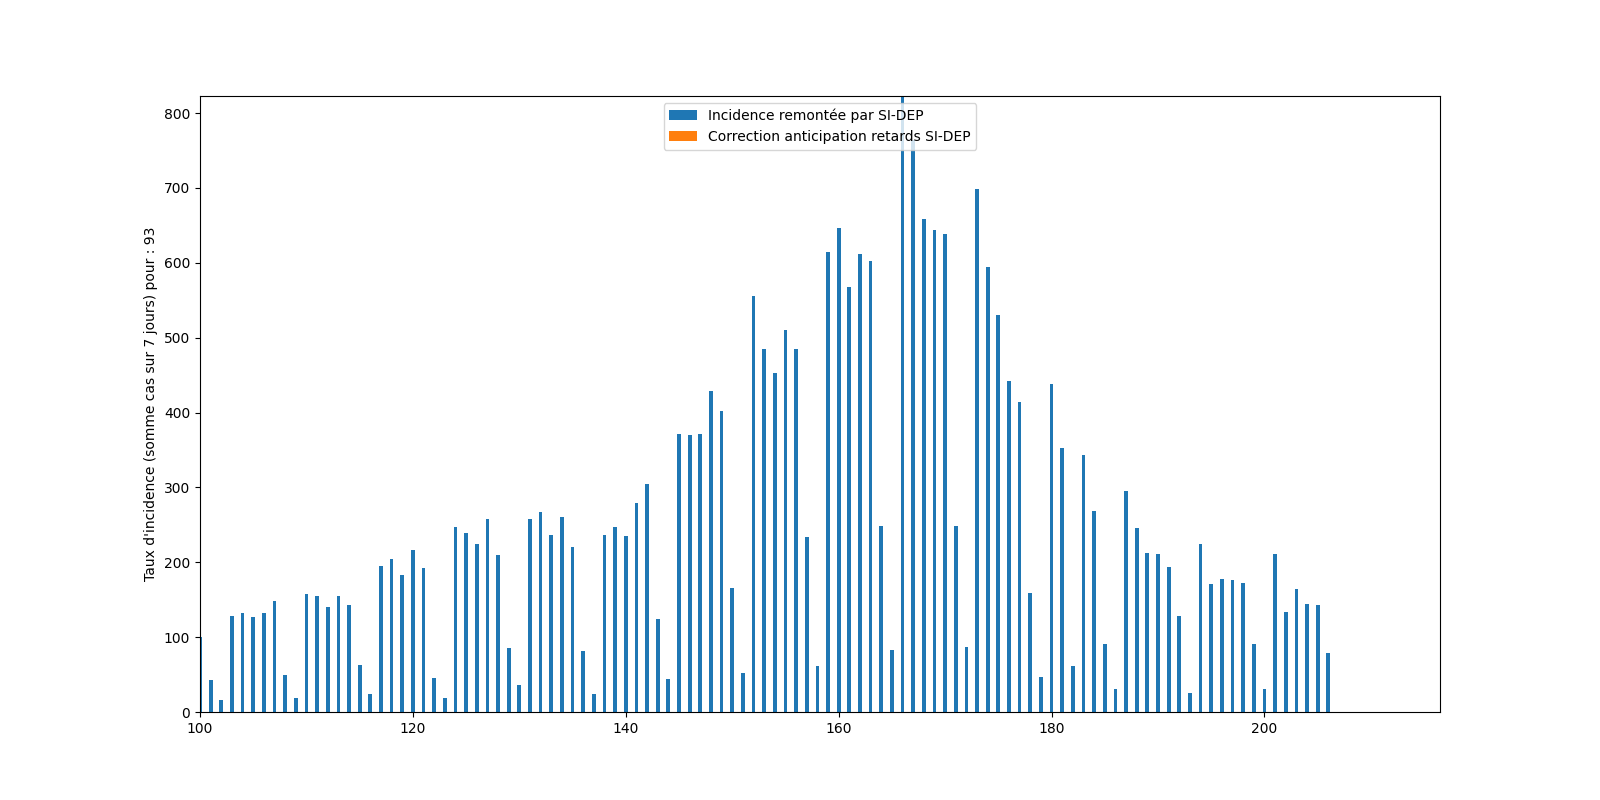 Incidence remontée par SI-DEP
Correction anticipation retards SI-DEP
Taux d'incidence (somme cas sur 7 jours) pour : 93
800
700
600
500
400
300
200
100
0
100 120 140 160 180 200